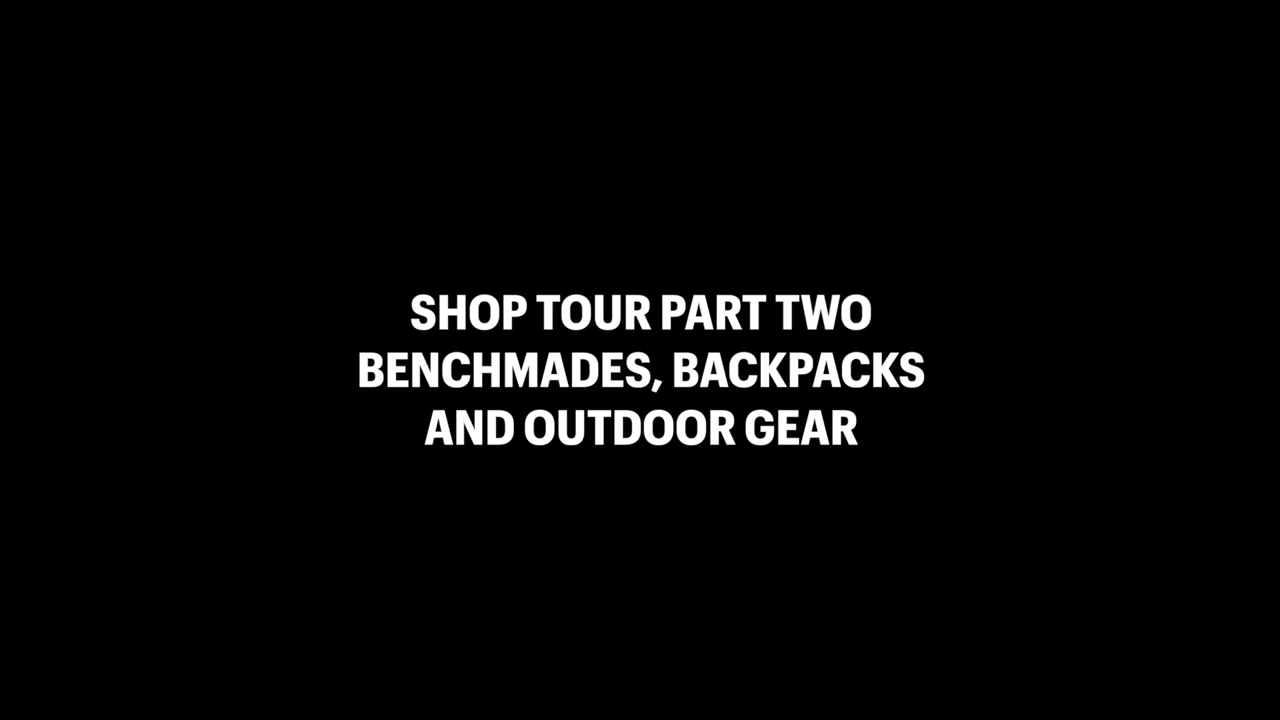 SHOP TOUR PART TWO
BENCHMADES, BACKPACKS
AND OUTDOOR GEAR